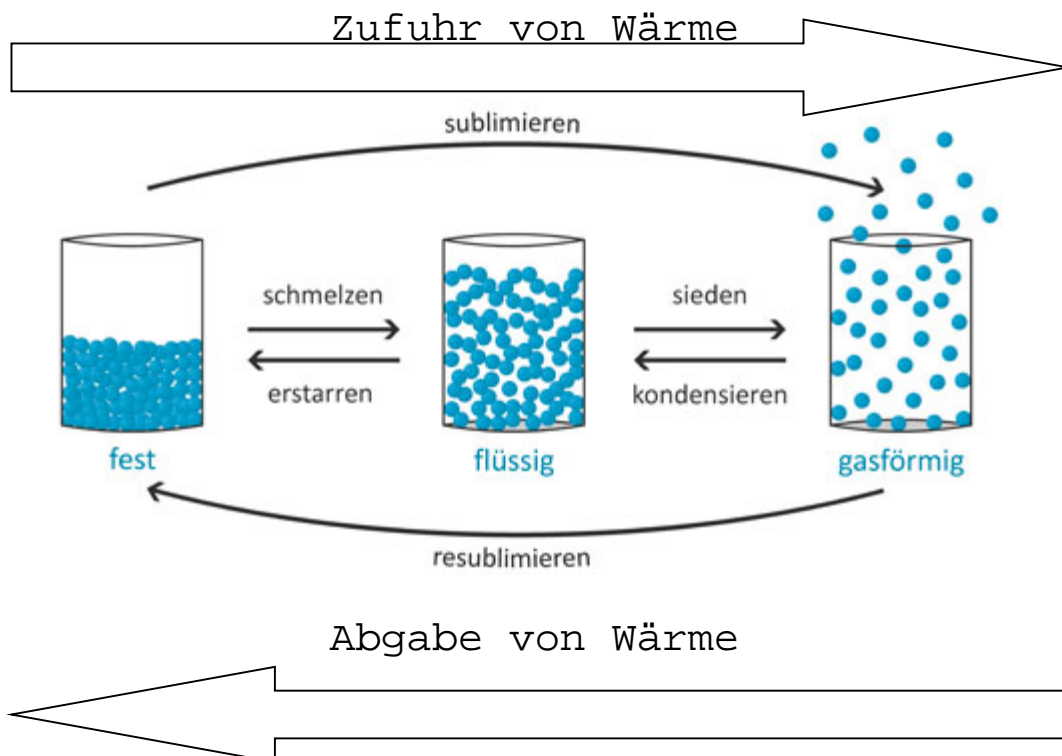 Zufuhr von Wärme
sublimieren
schmelzen
sieden
erstarren
kondensieren
fest
flüssig
gasförmig
resublimieren
Abgabe von Wärme